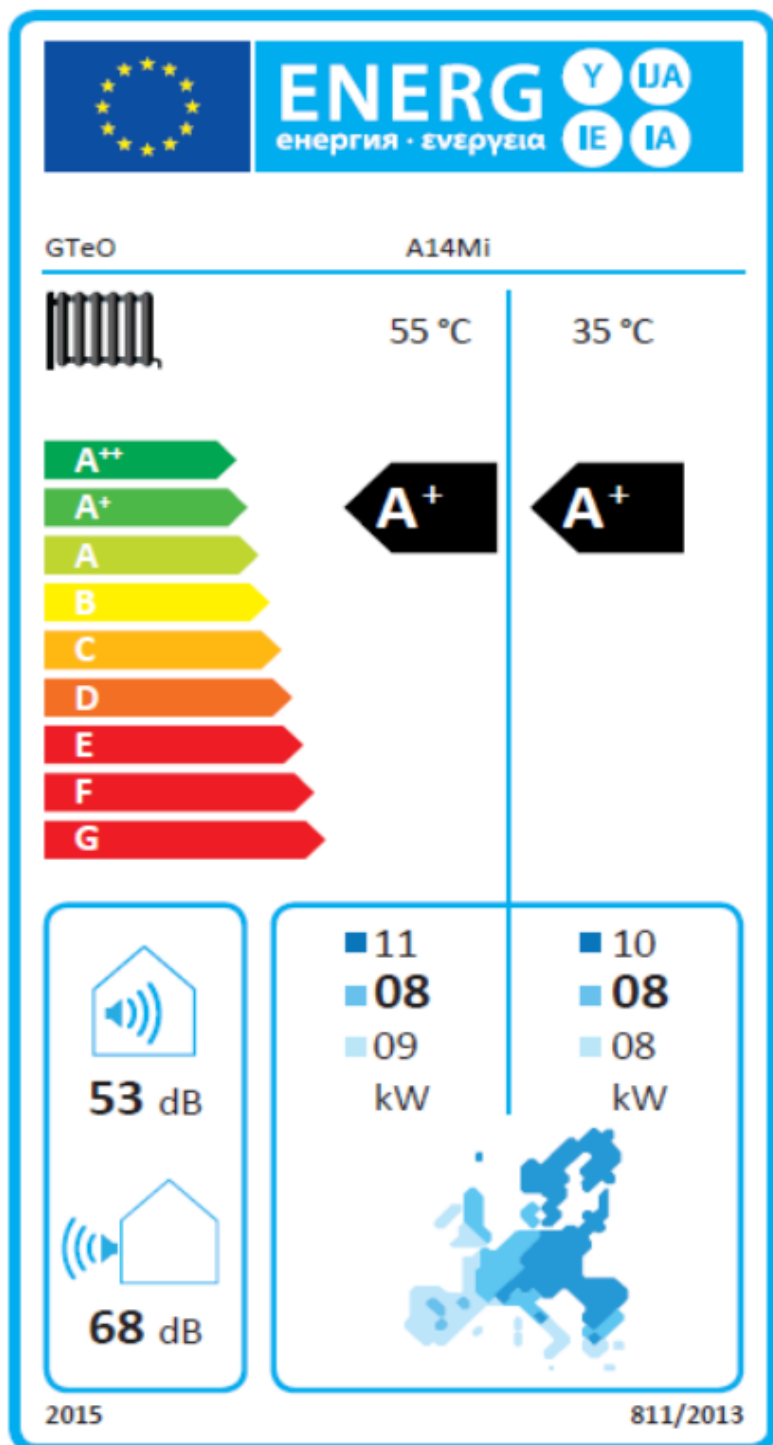 ENERG Y IJA
енергия · ενεργεια IE IA
GTeO A14Mi
55 °C 35 °C
A++
A+ A+ A+
A
B
C
D
E
F
G
11 10
08 08
09 08
kW kW
53 dB
68 dB
2015 811/2013